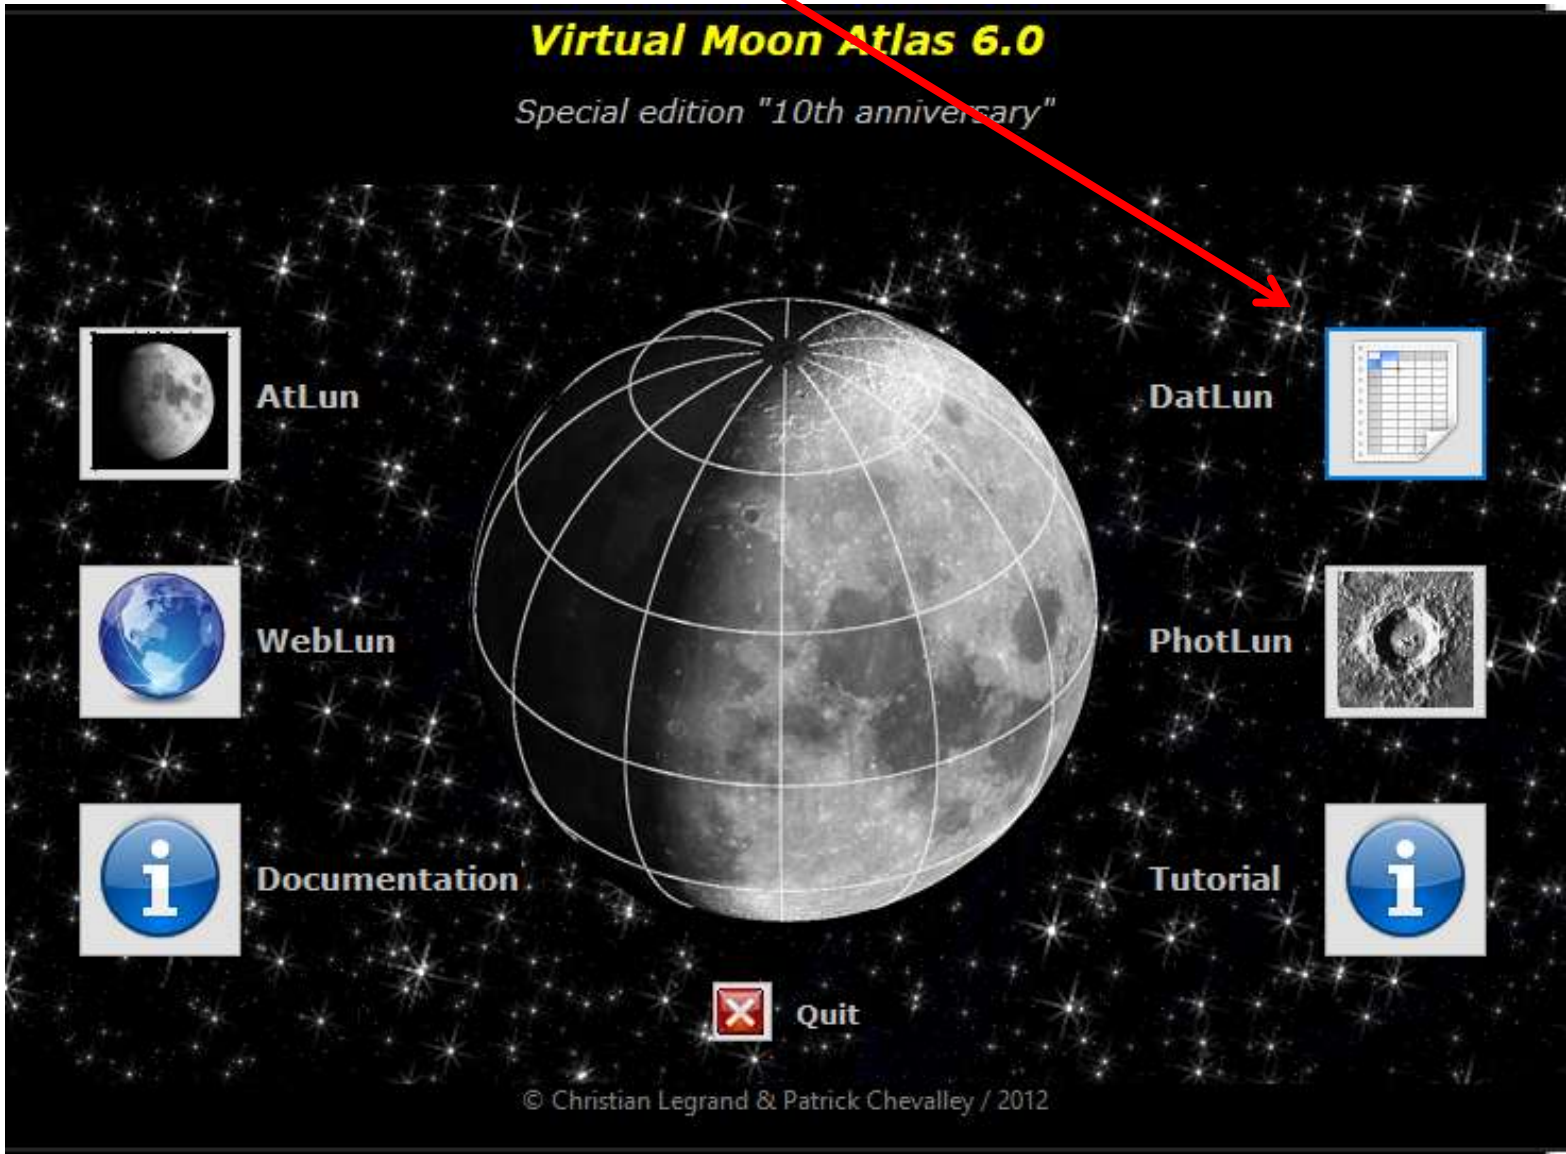 Virtual Moon Atlas 6.0
Special edition "10th anniversary"
AtLun
DatLun
WebLun
PhotLun
Documentation
Tutorial
Quit
© Christian Legrand & Patrick Chevalley / 2012